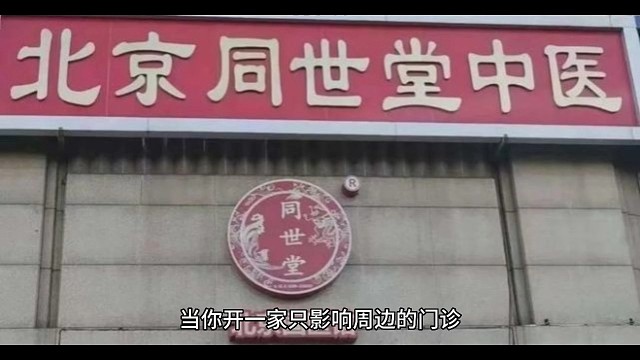 北京同世堂中医
同
世
堂
当你开一家只影响周边的门诊